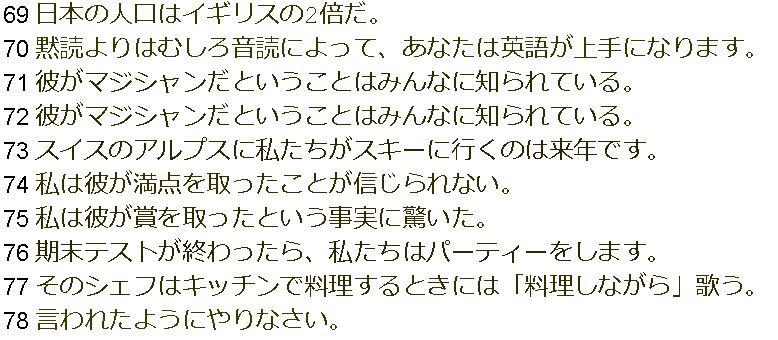 69 日本の人口はイギリスの2倍だ。
70 黙読よりはむしろ音読によって、あなたは英語が上手になります。
71 彼がマジシャンだということはみんなに知られている。
72 彼がマジシャンだということはみんなに知られている。
73 スイスのアルプスに私たちがスキーに行くのは来年です。
74 私は彼が満点を取ったことが信じられない。
75 私は彼が賞を取ったという事実に驚いた。
76 期末テストが終わったら、私たちはパーティーをします。
77 そのシェフはキッチンで料理するときには「料理しながら」歌う。
78 言われたようにやりなさい。